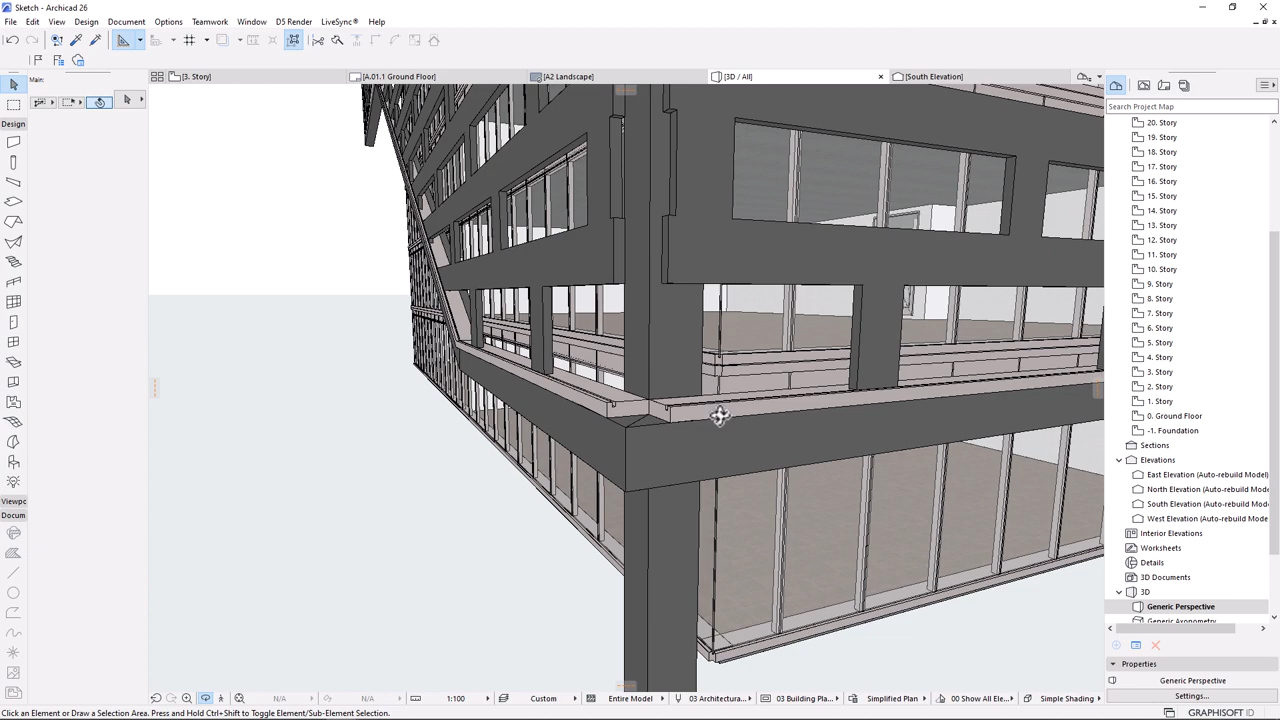 Sketch - Archicad 26
File Edit View Design Document Options Teamwork Window D5 Render LiveSync® Help
Main:
[3. Story]
[A.01.1 Ground Floor]
[A2 Landscape]
[3D / All]
[South Elevation]
Search Project Map
Design
Viewpc
Docum
20. Story
19. Story
18. Story
17. Story
16. Story
15. Story
14. Story
13. Story
12. Story
11. Story
10. Story
9. Story
8. Story
7. Story
6. Story
5. Story
4. Story
3. Story
2. Story
1. Story
0. Ground Floor
-1. Foundation
Sections
Elevations
East Elevation (Auto-rebuild Model)
North Elevation (Auto-rebuild Mode
South Elevation (Auto-rebuild Mode
West Elevation (Auto-rebuild Mode
Interior Elevations
Worksheets
Details
3D Documents
3D
Generic Perspective
Generic Axonometry
Properties
Generic Perspective
Settings...
N/A
N/A
1:100
Custom
Entire Model
03 Architectura...
03 Building Pla...
Simplified Plan
00 Show All Ele...
Simple Shading
Click an Element or Draw a Selection Area. Press and Hold Ctrl+Shift to Toggle Element/Sub-Element Selection.
GRAPHISOFT ID